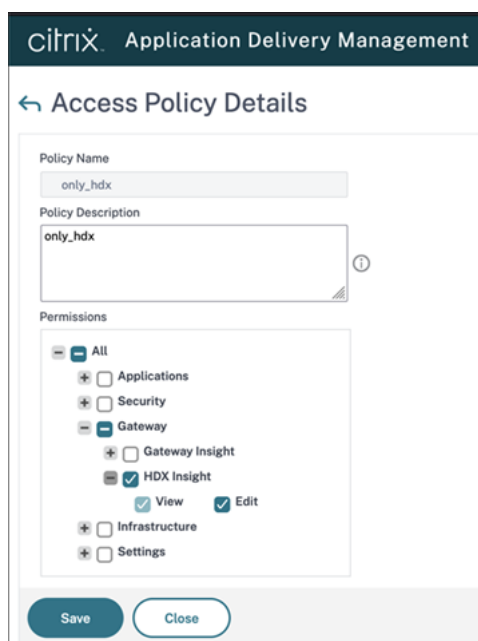 citrix. Application Delivery Management
Access Policy Details
Policy Name
only_hdx
Policy Description
only_hdx
Permissions
All
Applications
Security
Gateway
Gateway Insight
HDX Insight
View Edit
Infrastructure
Settings
Save Close